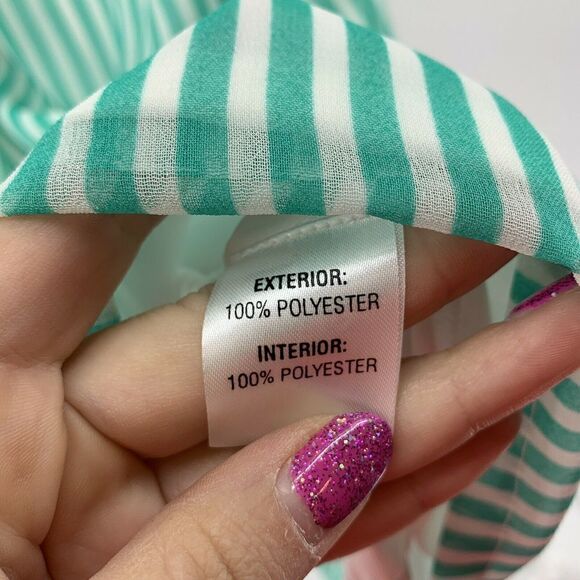 EXTERIOR:
100% POLYESTER
INTERIOR:
100% POLYESTER